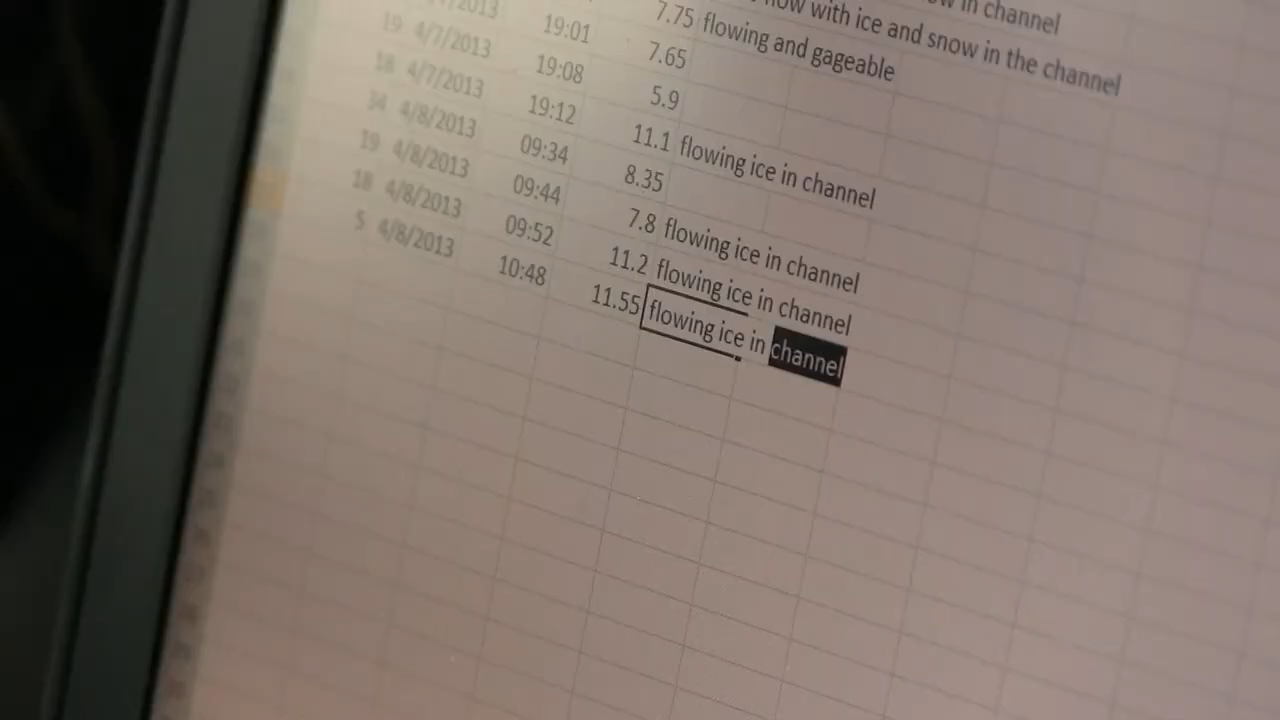 in channel
with ice and snow in the channel
7.75 flowing and gageable
19:01 7.65
19 4/7/2013 19:08 5.9
18 4/7/2013 19:12 11.1 flowing ice in channel
34 4/8/2013 09:34 8.35
19 4/8/2013 09:44 7.8 flowing ice in channel
18 4/8/2013 09:52 11.2 flowing ice in channel
5 4/8/2013 10:48 11.55 flowing ice in channel